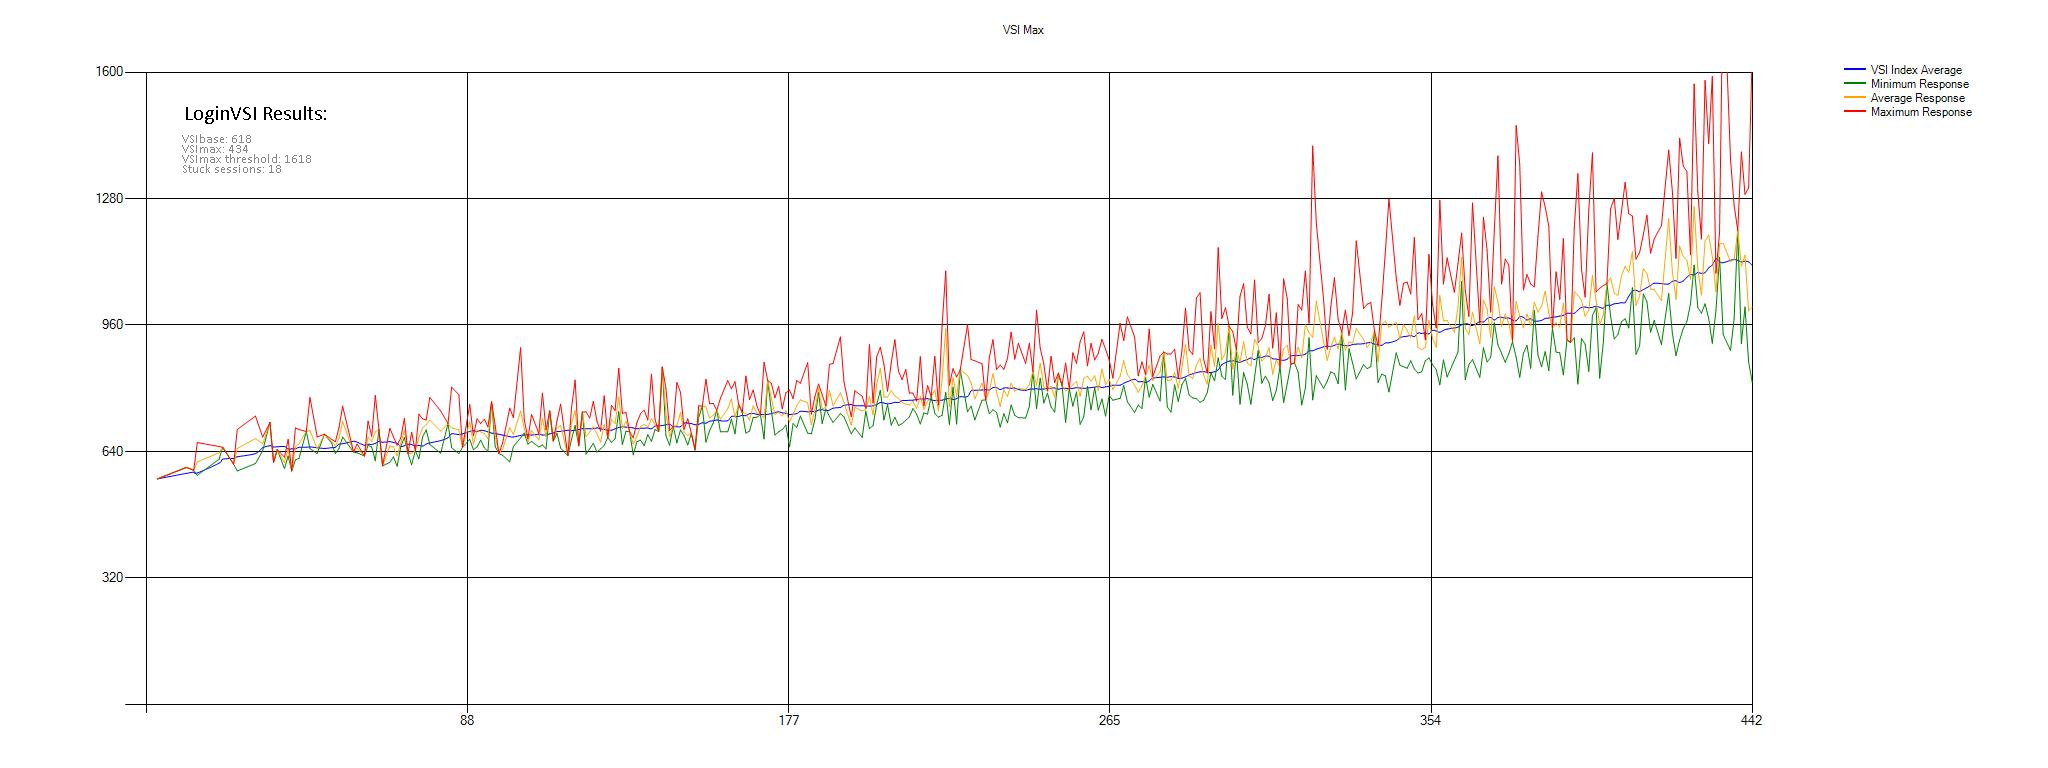 VSI Max
1600
1280
960
640
320
LoginVSI Results:
VSIbase: 618
VSImax: 434
VSImax threshold: 1618
Stuck sessions: 18
VSI Index Average
Minimum Response
Average Response
Maximum Response
88
177
265
354
442